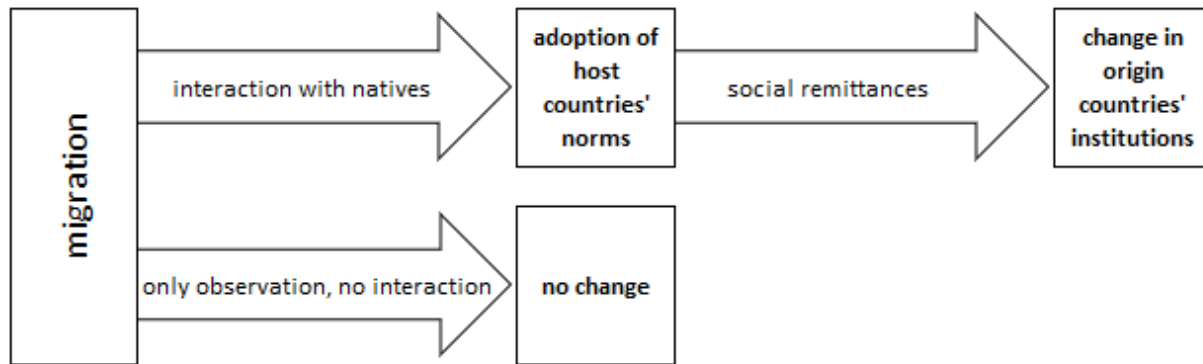 migration
interaction with natives
adoption of
host
countries'
norms
social remittances
change in
origin
countries'
institutions
only observation, no interaction
no change